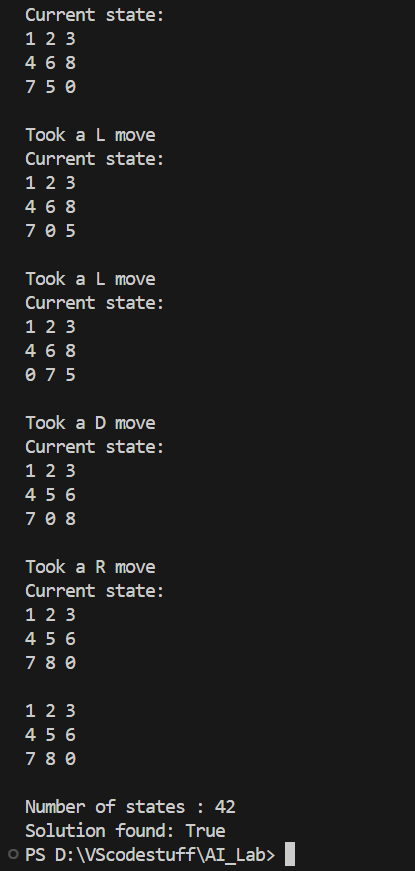 Current state:
1 2 3
4 6 8
7 5 0
Took a L move
Current state:
1 2 3
4 6 8
7 0 5
Took a L move
Current state:
1 2 3
4 6 8
0 7 5
Took a D move
Current state:
1 2 3
4 5 6
7 0 8
Took a R move
Current state:
1 2 3
4 5 6
7 8 0
1 2 3
4 5 6
7 8 0
Number of states : 42
Solution found: True
PS D:\VScodestuff\AI_Lab>